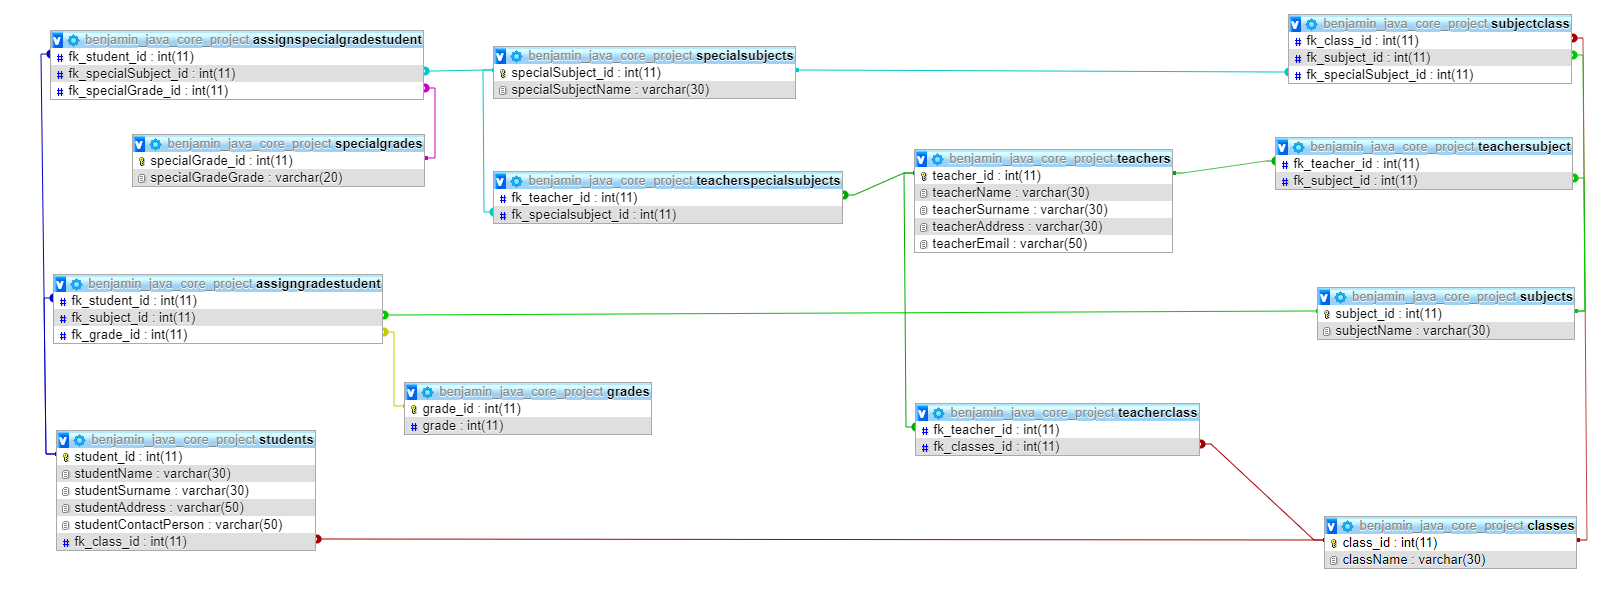 benjamin_java_core_project assignspecialgradestudent
fk_student_id : int(11)
fk_specialSubject_id : int(11)
fk_specialGrade_id : int(11)
benjamin_java_core_project specialsubjects
specialSubject_id : int(11)
specialSubjectName : varchar(30)
benjamin_java_core_project subjectclass
fk_class_id : int(11)
fk_subject_id : int(11)
fk_specialSubject_id : int(11)
benjamin_java_core_project specialgrades
specialGrade_id : int(11)
specialGradeGrade : varchar(20)
benjamin_java_core_project teacherspecialsubjects
fk_teacher_id : int(11)
fk_specialsubject_id : int(11)
benjamin_java_core_project teachers
teacher_id : int(11)
teacherName : varchar(30)
teacherSurname : varchar(30)
teacherAddress : varchar(30)
teacherEmail : varchar(50)
benjamin_java_core_project teachersubject
fk_teacher_id : int(11)
fk_subject_id : int(11)
benjamin_java_core_project assigngradestudent
fk_student_id : int(11)
fk_subject_id : int(11)
fk_grade_id : int(11)
benjamin_java_core_project subjects
subject_id : int(11)
subjectName : varchar(30)
benjamin_java_core_project grades
grade_id : int(11)
grade : int(11)
benjamin_java_core_project teacherclass
fk_teacher_id : int(11)
fk_classes_id : int(11)
benjamin_java_core_project students
student_id : int(11)
studentName : varchar(30)
studentSurname : varchar(30)
studentAddress : varchar(50)
studentContactPerson : varchar(50)
fk_class_id : int(11)
benjamin_java_core_project classes
class_id : int(11)
className : varchar(30)